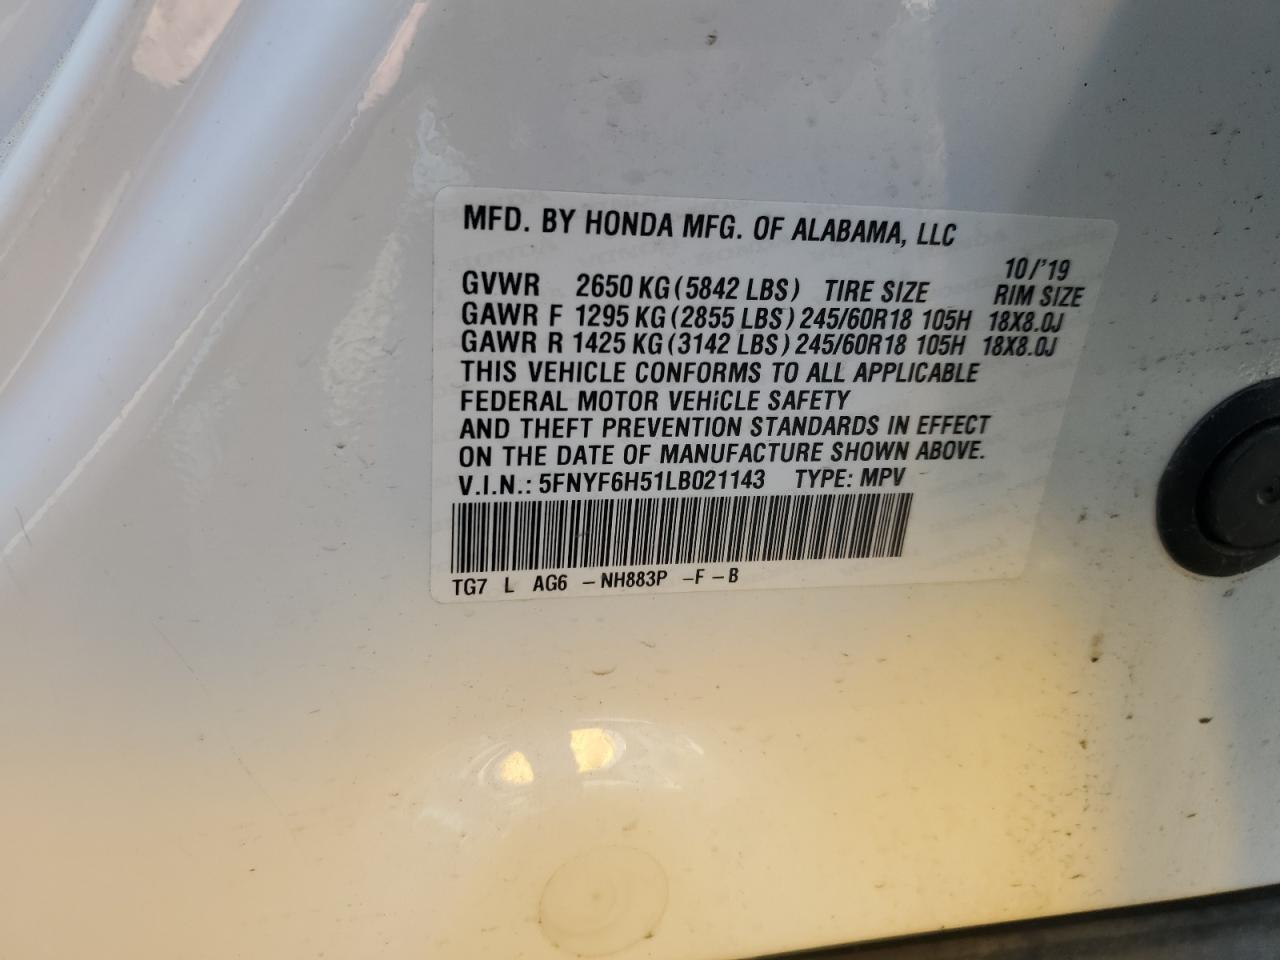 MFD. BY HONDA MFG. OF ALABAMA, LLC
10/'19
GVWR 2650 KG (5842 LBS) TIRE SIZE RIM SIZE
GAWR F 1295 KG (2855 LBS) 245/60R18 105H 18X8.0J
GAWR R 1425 KG (3142 LBS) 245/60R18 105H 18X8.0J
THIS VEHICLE CONFORMS TO ALL APPLICABLE
FEDERAL MOTOR VEHICLE SAFETY
AND THEFT PREVENTION STANDARDS IN EFFECT
ON THE DATE OF MANUFACTURE SHOWN ABOVE.
V.I.N.: 5FNYF6H51LB021143 TYPE: MPV
TG7 L AG6 -NH883P -F-B